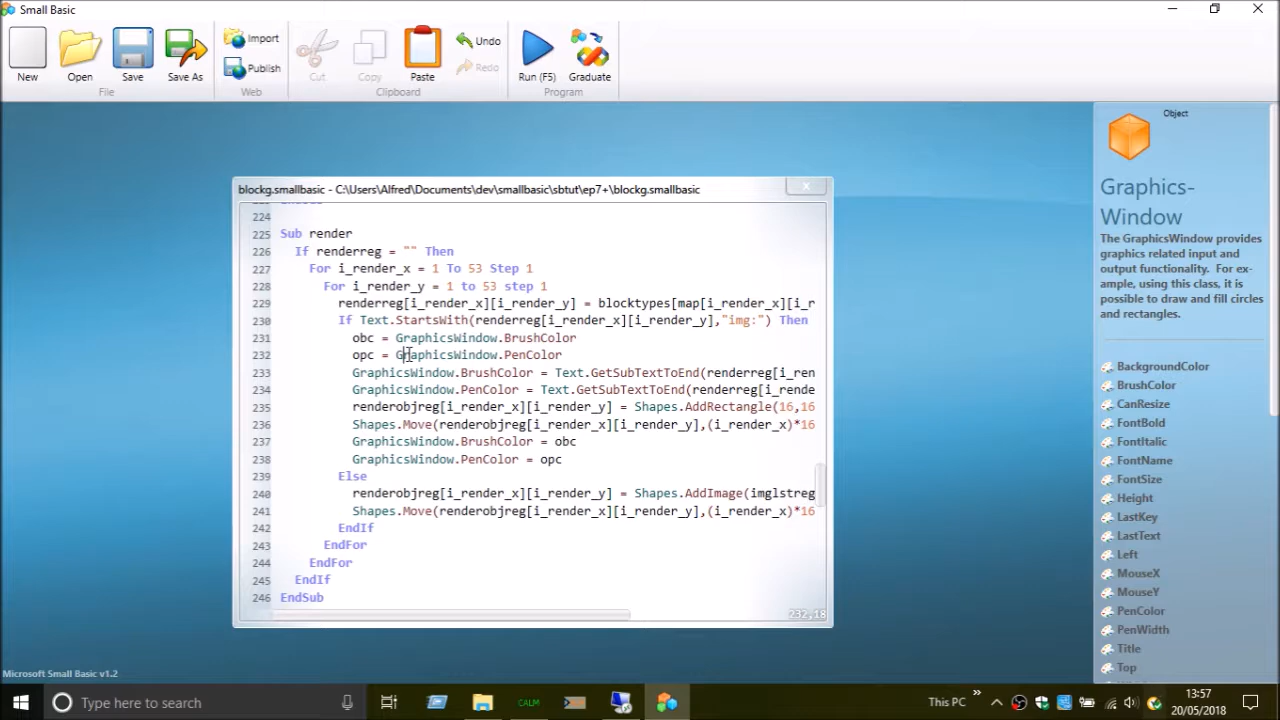 Small Basic
New
Open
Save
Save As
Import
Publish
Cut
Copy
Paste
Undo
Redo
Run (F5)
Graduate
File
Web
Clipboard
Program
blockg.smallbasic - C:\Users\Alfred\Documents\dev\smallbasic\sbtut\ep7+\blockg.smallbasic
224
225 Sub render
226 If renderreg = "" Then
227 For i_render_x = 1 To 53 Step 1
228 For i_render_y = 1 to 53 step 1
229 renderreg[i_render_x][i_render_y] = blocktypes[map[i_render_x][i_r
230 If Text.StartsWith(renderreg[i_render_x][i_render_y],"img:") Then
231 obc = GraphicsWindow.BrushColor
232 opc = GraphicsWindow.PenColor
233 GraphicsWindow.BrushColor = Text.GetSubTextToEnd(renderreg[i_ren
234 GraphicsWindow.PenColor = Text.GetSubTextToEnd(renderreg[i_rende
235 renderobjreg[i_render_x][i_render_y] = Shapes.AddRectangle(16,16
236 Shapes.Move(renderobjreg[i_render_x][i_render_y],(i_render_x)*16
237 GraphicsWindow.BrushColor = obc
238 GraphicsWindow.PenColor = opc
239 Else
240 renderobjreg[i_render_x][i_render_y] = Shapes.AddImage(imglstreg
241 Shapes.Move(renderobjreg[i_render_x][i_render_y],(i_render_x)*16
242 EndIf
243 EndFor
244 EndFor
245 EndIf
246 EndSub
232,18
Object
Graphics-
Window
The GraphicsWindow provides
graphics related input and
output functionality. For ex-
ample, using this class, it is
possible to draw and fill circles
and rectangles.
BackgroundColor
BrushColor
CanResize
FontBold
FontItalic
FontName
FontSize
Height
LastKey
LastText
Left
MouseX
MouseY
PenColor
PenWidth
Title
Top
Microsoft Small Basic v1.2
Type here to search
CALM
This PC
13:57
20/05/2018